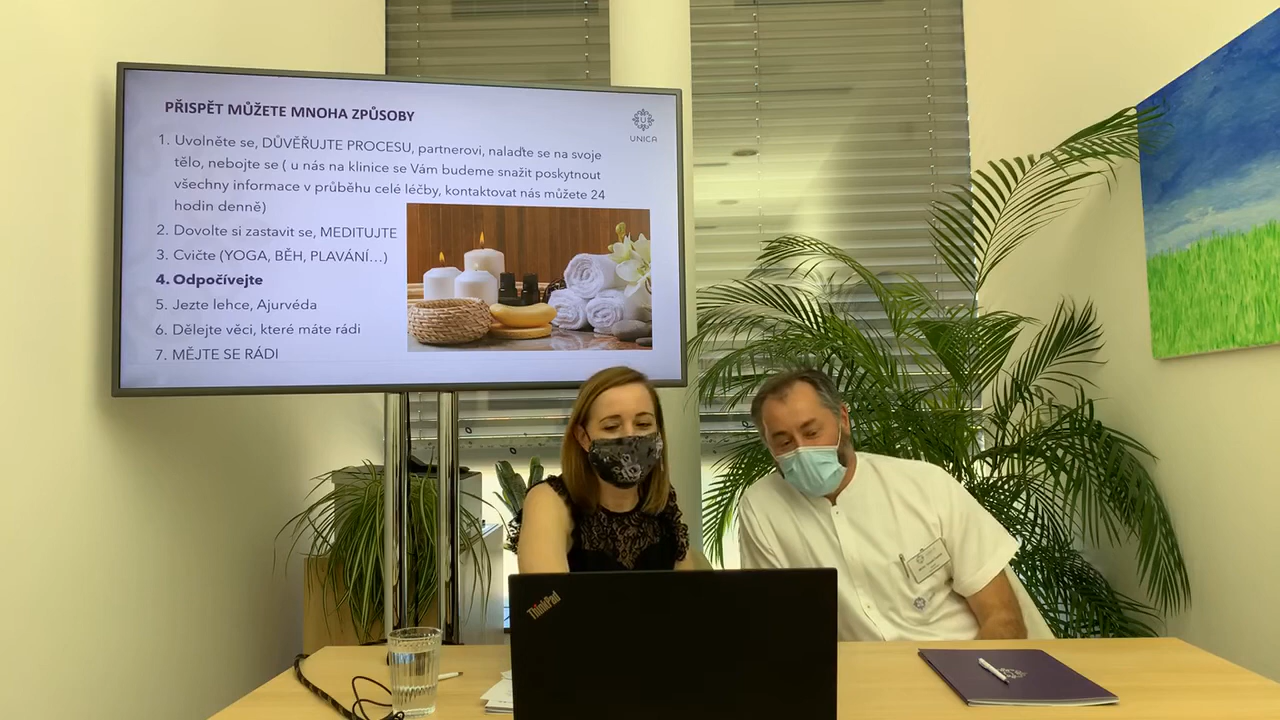 PŘISPĚT MŮŽETE MNOHA ZPŮSOBY
UNICA
1. Uvolněte se, DŮVĚŘUJTE PROCESU, partnerovi, nalaďte se na svoje
tělo, nebojte se ( u nás na klinice se Vám budeme snažit poskytnout
všechny informace v průběhu celé léčby, kontaktovat nás můžete 24
hodin denně)
2. Dovolte si zastavit se, MEDITUJTE
3. Cvičte (YOGA, BĚH, PLAVÁNÍ...)
4. Odpočívejte
5. Jezte lehce, Ajurvéda
6. Dělejte věci, které máte rádi
7. MĚJTE SE RÁDI
ThinkPad